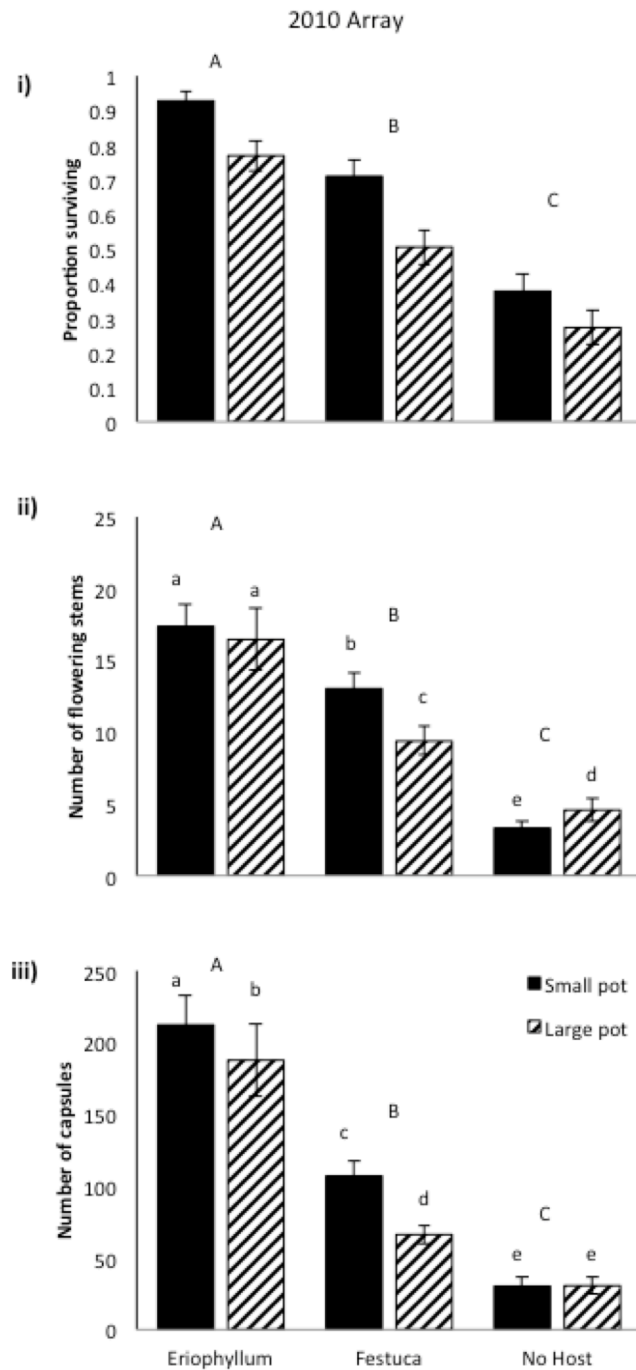 2010 Array
i)
A
B
C
Proportion surviving
1
0.9
0.8
0.7
0.6
0.5
0.4
0.3
0.2
0.1
0
ii)
A
B
C
a
a
b
c
e
d
Number of flowering stems
25
20
15
10
5
0
iii)
A
B
C
a
b
c
d
e
e
Small pot
Large pot
Number of capsules
250
200
150
100
50
0
Eriophyllum Festuca No Host